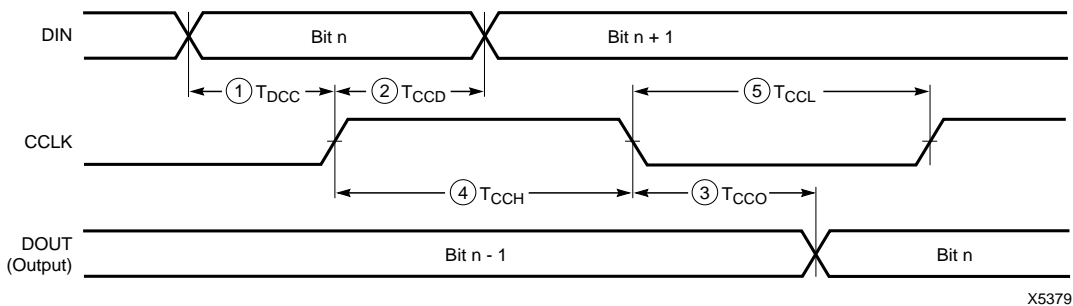 DIN
Bit n
Bit n + 1
① TDCC
② TCCD
⑤ TCCL
CCLK
④ TCCH
③ TCCO
DOUT
(Output)
Bit n - 1
Bit n
X5379